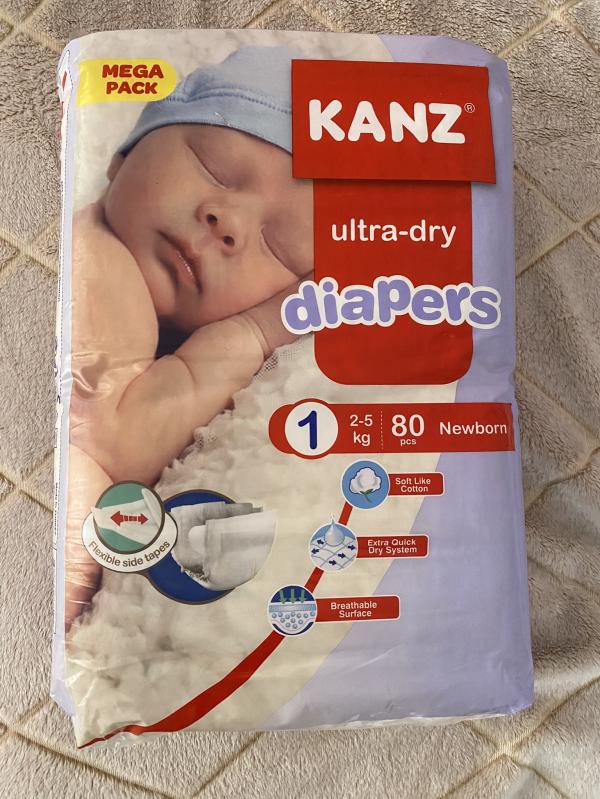 MEGA
PACK
KANZ®
ultra-dry
diapers
1
2-5
kg
80
pcs
Newborn
Soft Like
Cotton
Extra Quick
Dry System
Breathable
Surface
Flexible side tapes